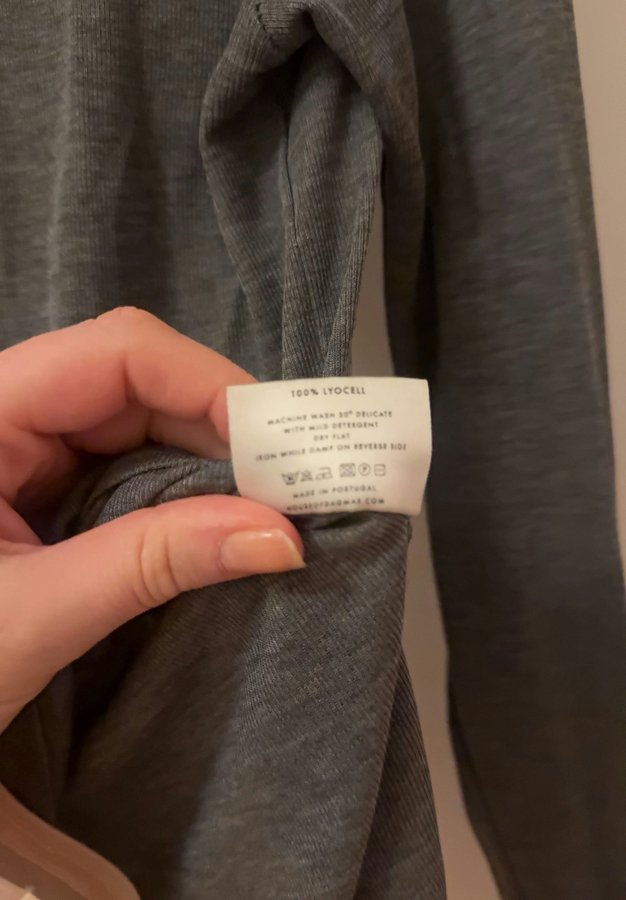 100% LYOCELL
MACHINE WASH 30° DELICATE
WITH MILD DETERGENT
DRY FLAT
IRON WHILE DAMP ON REVERSE SIDE
MADE IN PORTUGAL
HOUSEOFDAGMAR.COM